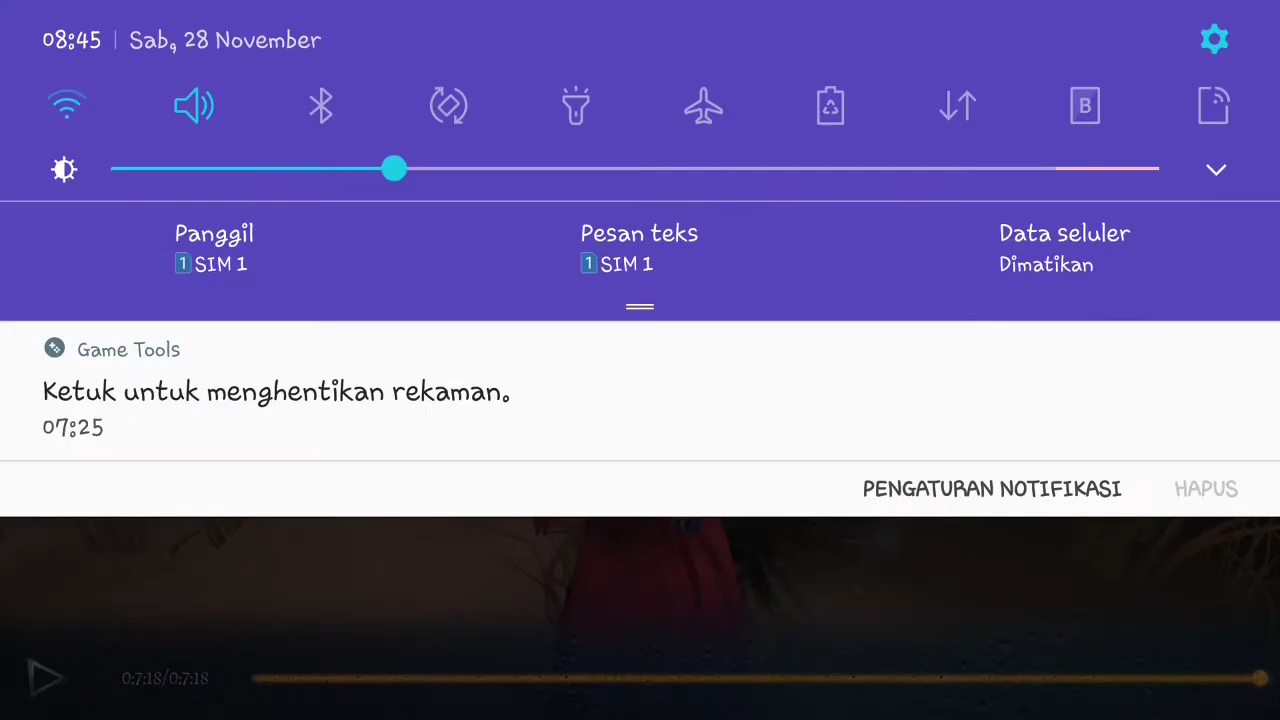 08:45 | Sab, 28 November
B
Panggil
Pesan teks
Data seluler
1 SIM 1
1 SIM 1
Dimatikan
Game Tools
Ketuk untuk menghentikan rekaman.
07:25
PENGATURAN NOTIFIKASI
HAPUS
0:7:18/0:7:18